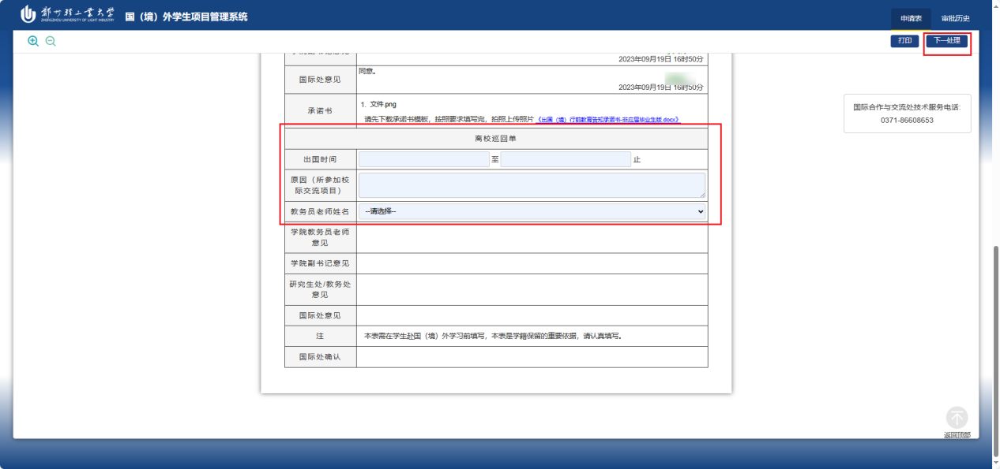 郑州轻工业大学
ZHENGZHOU UNIVERSITY OF LIGHT INDUSTRY
国（境）外学生项目管理系统
申请表
审批历史
打印
下一处理
2023年09月19日 16时50分
国际处意见
同意。
2023年09月19日 16时50分
承诺书
1. 文件.png
请先下载承诺书模板，按照要求填写完，拍照上传照片 《出国（境）行前教育告知承诺书-非应届毕业生版.docx》
国际合作与交流处技术服务电话:
0371-86608653
离校巡回单
出国时间
至
止
原因（所参加校
际交流项目）
教务员老师姓名
--请选择--
学院教务员老师
意见
学院副书记意见
研究生处/教务处
意见
国际处意见
注
本表需在学生赴国（境）外学习前填写，本表是学籍保留的重要依据，请认真填写。
国际处确认
返回顶部